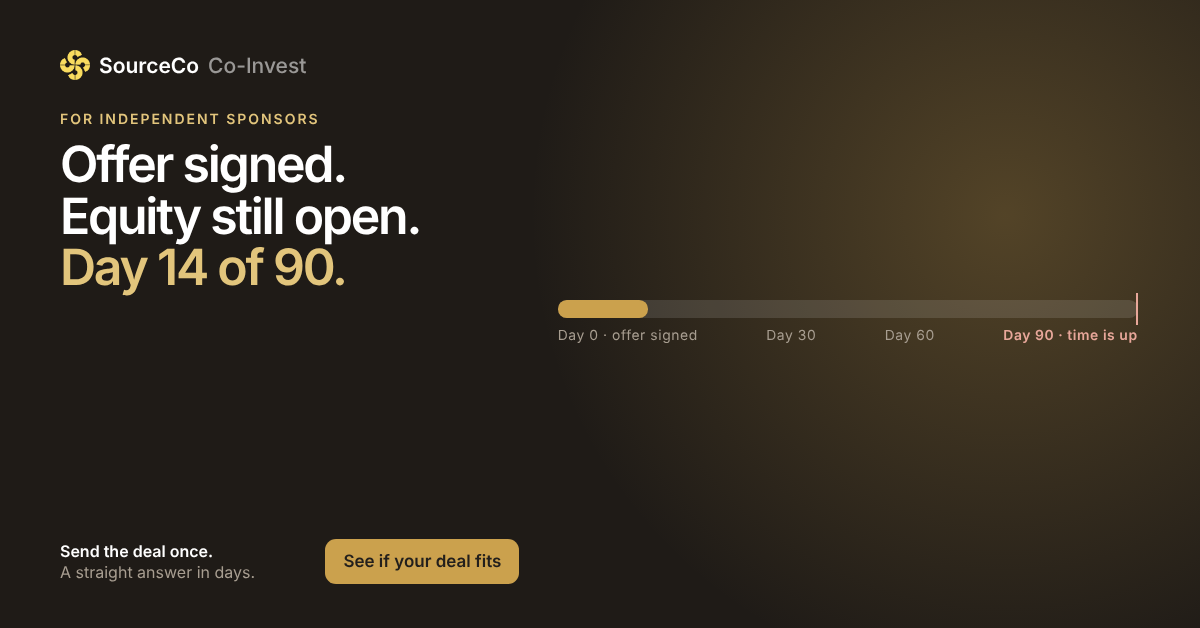 SourceCo Co-Invest
FOR INDEPENDENT SPONSORS
Offer signed.
Equity still open.
Day 14 of 90.
Day 0 · offer signed
Day 30
Day 60
Day 90 · time is up
Send the deal once.
A straight answer in days.
See if your deal fits